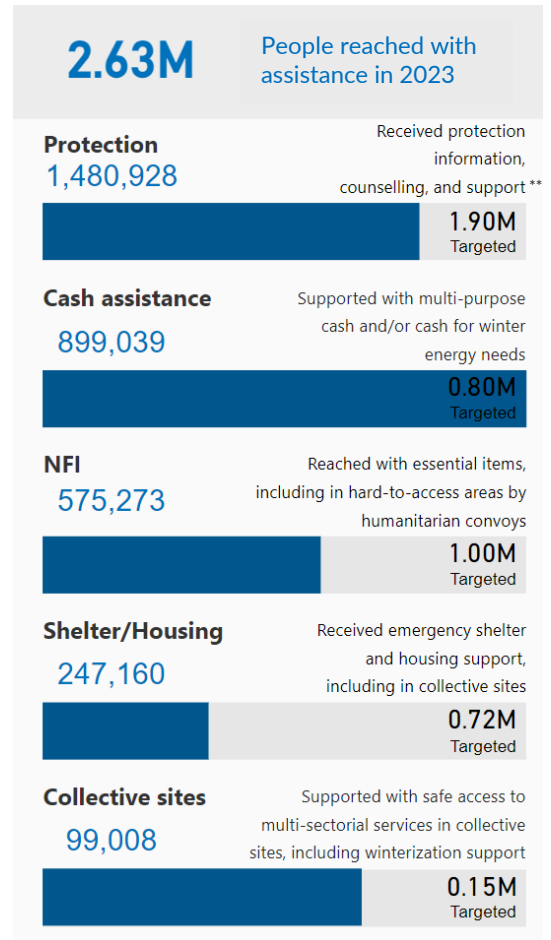 2.63M
People reached with
assistance in 2023
Protection
1,480,928
Received protection
information,
counselling, and support **
1.90M
Targeted
Cash assistance
899,039
Supported with multi-purpose
cash and/or cash for winter
energy needs
0.80M
Targeted
NFI
575,273
Reached with essential items,
including in hard-to-access areas by
humanitarian convoys
1.00M
Targeted
Shelter/Housing
247,160
Received emergency shelter
and housing support,
including in collective sites
0.72M
Targeted
Collective sites
99,008
Supported with safe access to
multi-sectorial services in collective
sites, including winterization support
0.15M
Targeted